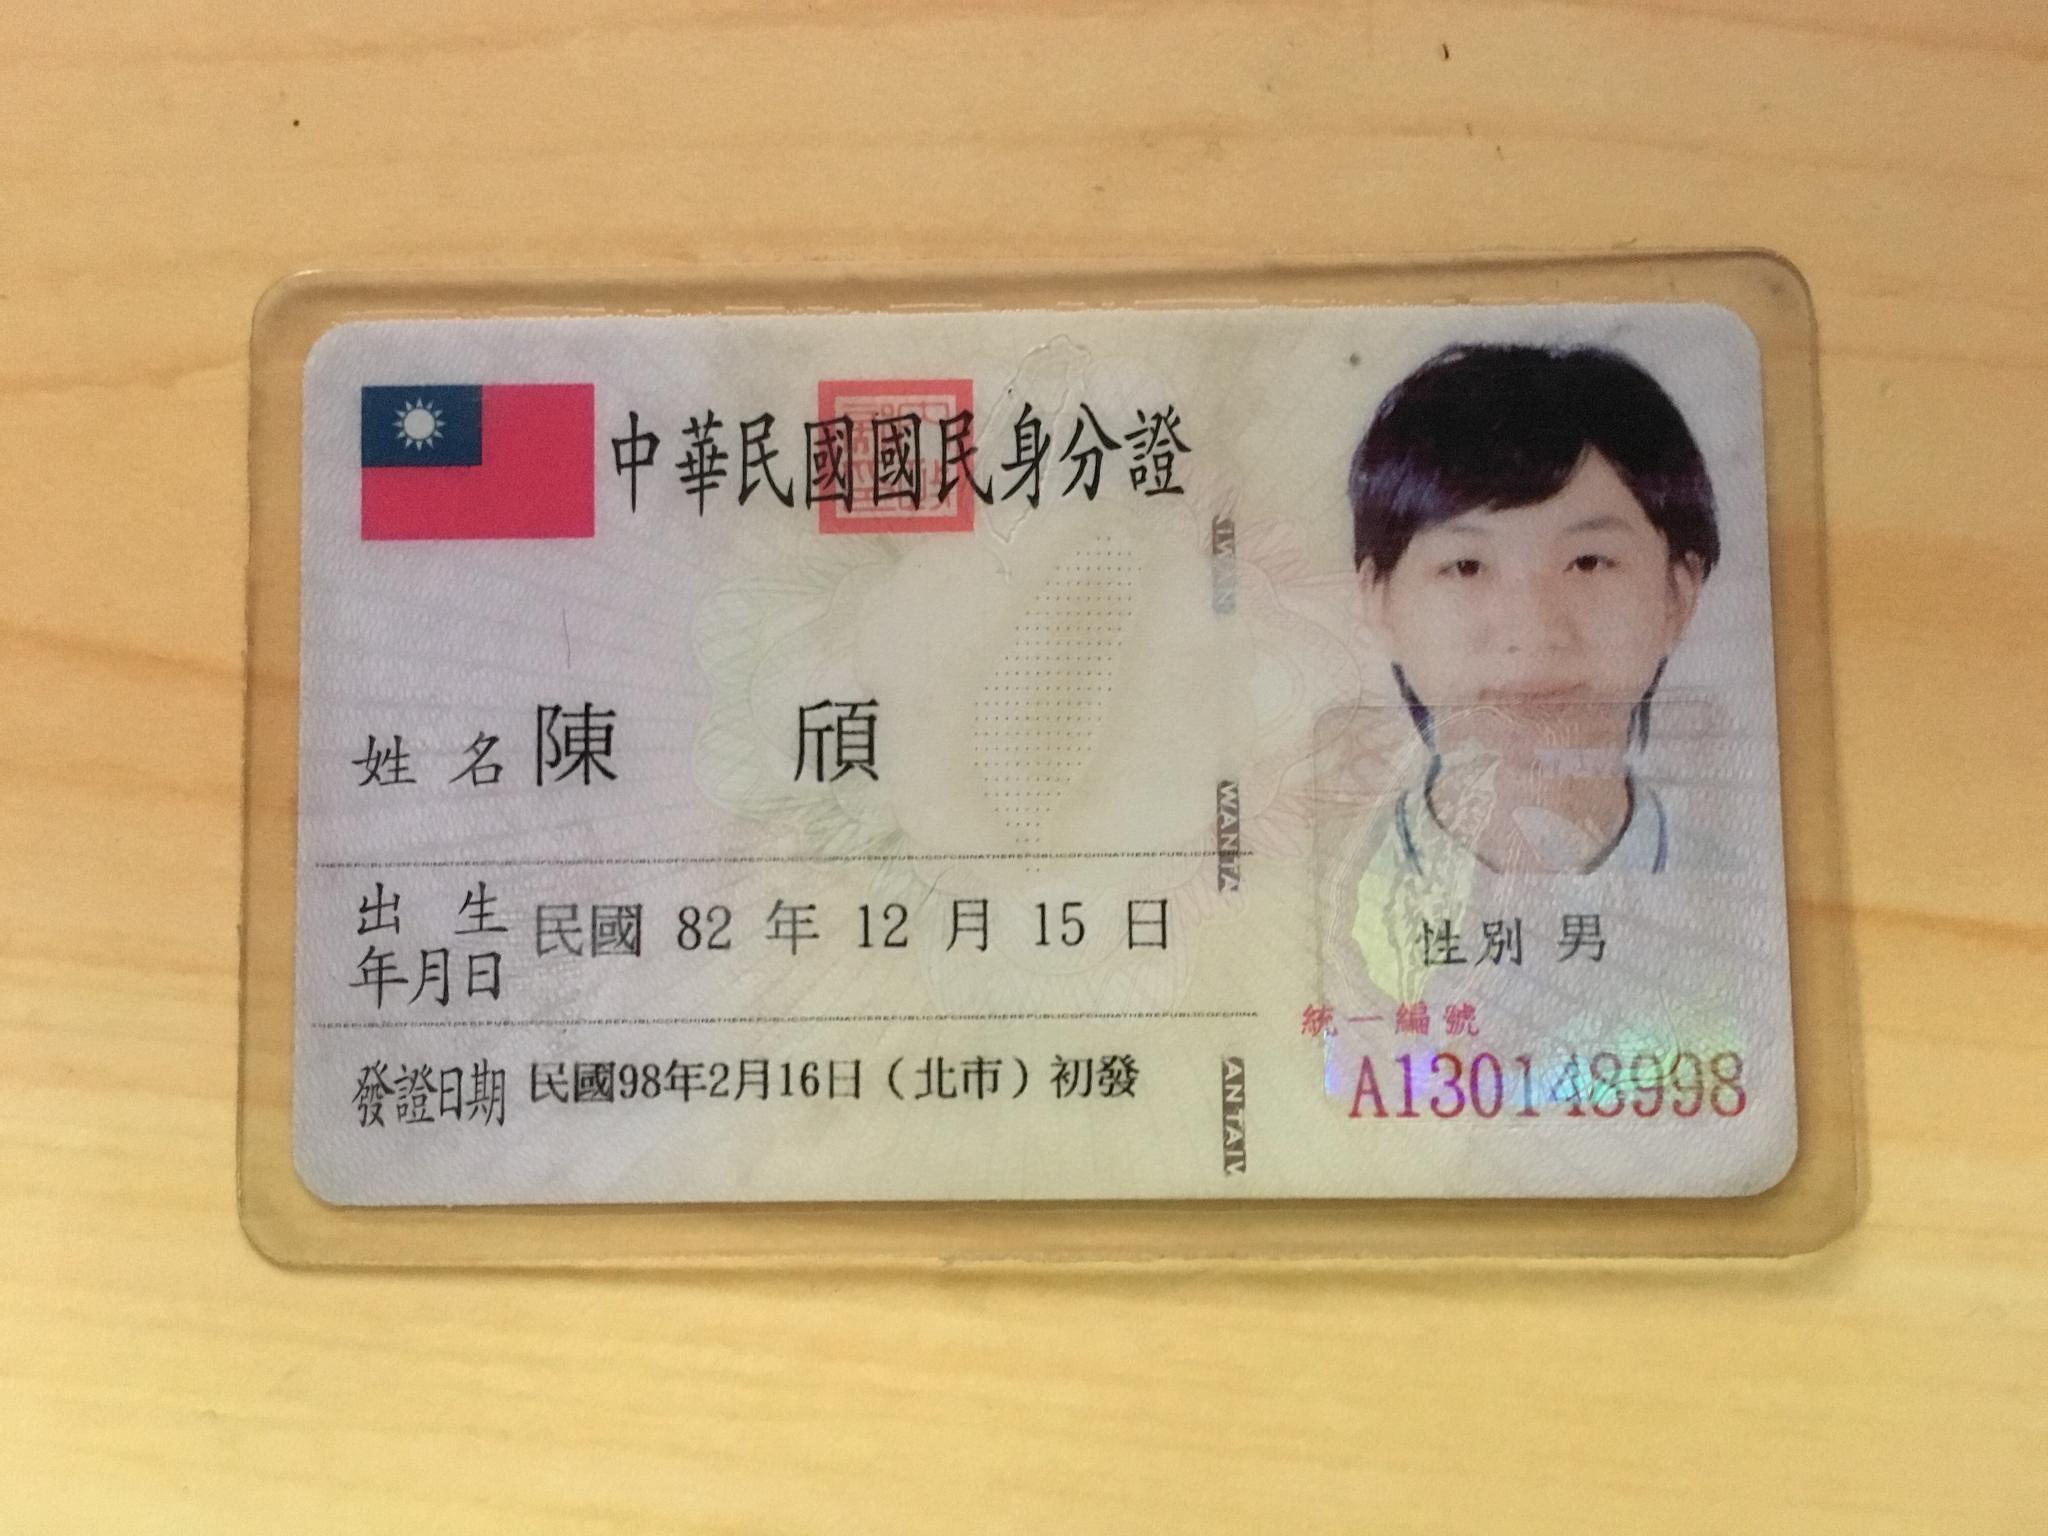 中華民國國民身分證
姓名 陳 頎
THEREPUBLICOFCHINATHEREPUBLICOFCHINATHEREPUBLICOFCHINATHEREPUBLICOFCHINA
出生年月日 民國 82 年 12 月 15 日
發證日期 民國98年2月16日（北市）初發
性別 男
統一編號
A130148998